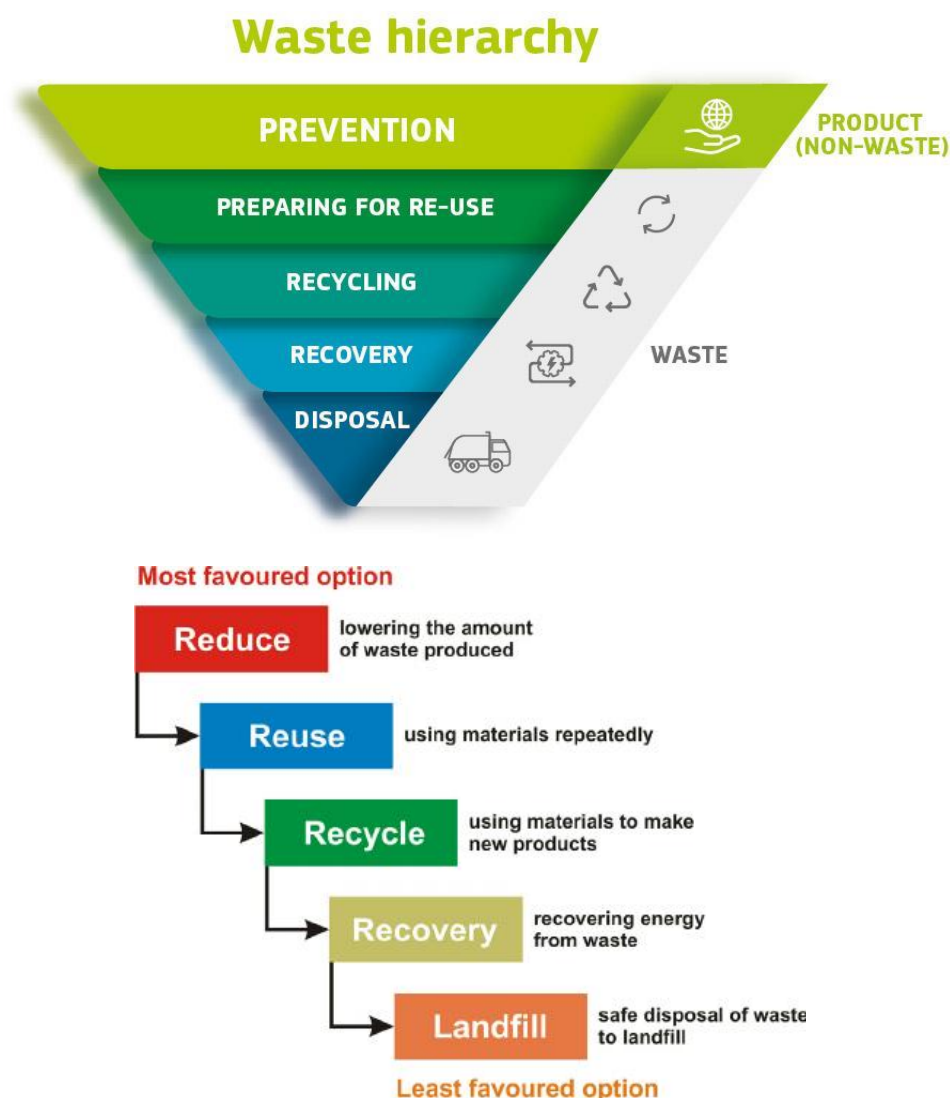 Waste hierarchy
PREVENTION
PRODUCT
(NON-WASTE)
PREPARING FOR RE-USE
RECYCLING
RECOVERY
WASTE
DISPOSAL
Most favoured option
Reduce
lowering the amount
of waste produced
Reuse
using materials repeatedly
Recycle
using materials to make
new products
Recovery
recovering energy
from waste
Landfill
safe disposal of waste
to landfill
Least favoured option